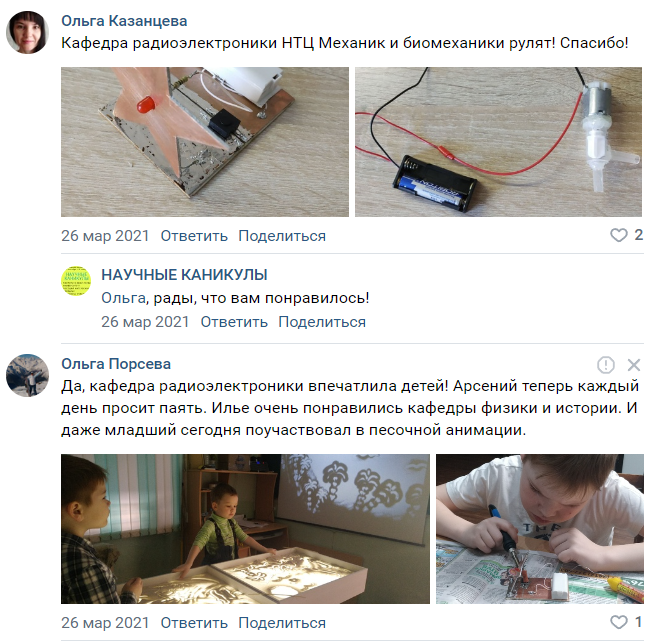 Ольга Казанцева
Кафедра радиоэлектроники НТЦ Механик и биомеханики рулят! Спасибо!
26 мар 2021 Ответить Поделиться 2
НАУЧНЫЕ КАНИКУЛЫ
Ольга, рады, что вам понравилось!
26 мар 2021 Ответить Поделиться
Ольга Порсева
Да, кафедра радиоэлектроники впечатлила детей! Арсений теперь каждый
день просит паять. Илье очень понравились кафедры физики и истории. И
даже младший сегодня поучаствовал в песочной анимации.
26 мар 2021 Ответить Поделиться 1